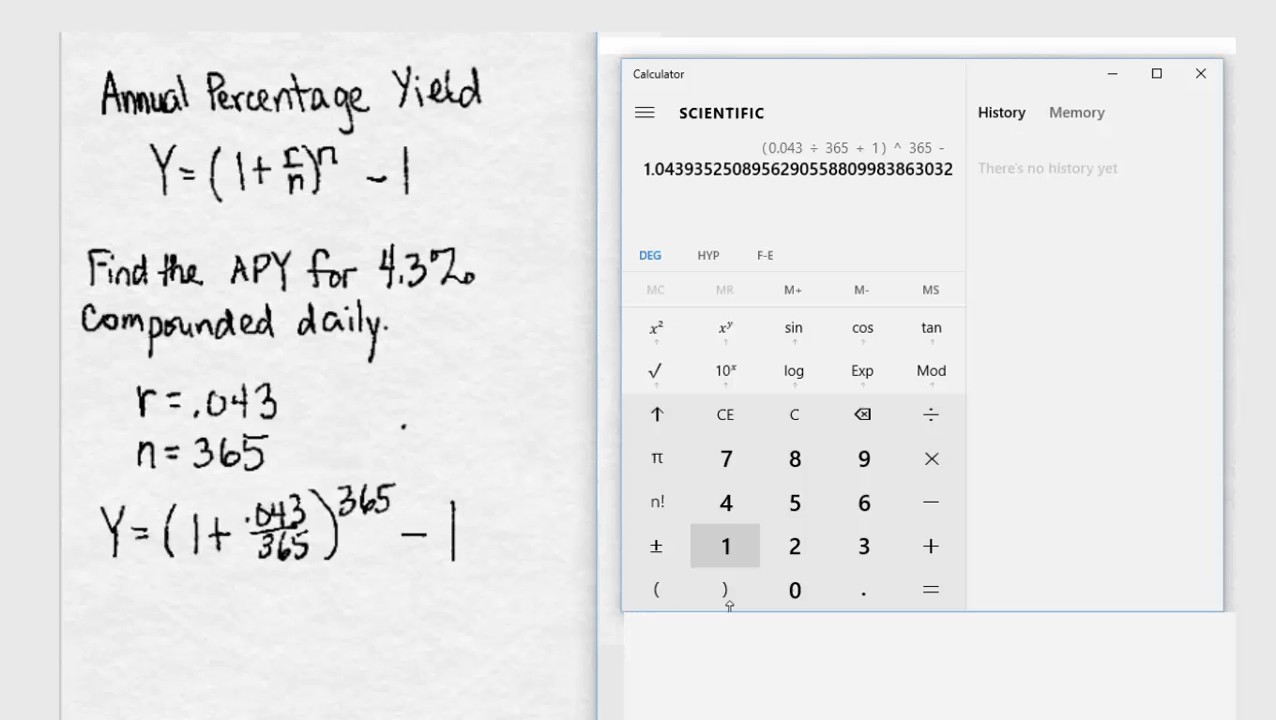 Annual Percentage Yield
Y = (1 + r/n)^n - 1
Find the APY for 4.3%
Compounded daily.
r = .043
n = 365
Y = (1 + .043/365)^365 - 1
Calculator
SCIENTIFIC
(0.043 ÷ 365 + 1) ^ 365 -
1.0439352508956290558809983863032
DEG HYP F-E
MC MR M+ M- MS
x² xʸ sin cos tan
√ 10ˣ log Exp Mod
↑ CE C ⌫ ÷
π 7 8 9 ×
n! 4 5 6 −
± 1 2 3 +
( ) 0 . =
History Memory
There's no history yet